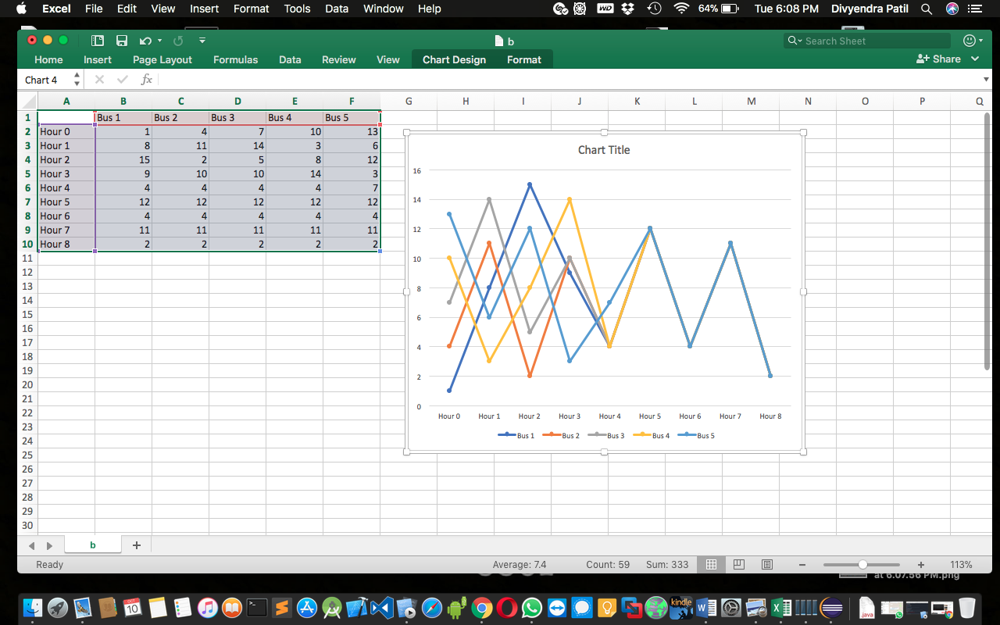 Excel File Edit View Insert Format Tools Data Window Help WD 64% Tue 6:08 PM Divyendra Patil
b
Search Sheet
Home Insert Page Layout Formulas Data Review View Chart Design Format Share
Chart 4 fx
A B C D E F G H I J K L M N O P Q
1 Bus 1 Bus 2 Bus 3 Bus 4 Bus 5
2 Hour 0 1 4 7 10 13
3 Hour 1 8 11 14 3 6
4 Hour 2 15 2 5 8 12
5 Hour 3 9 10 10 14 3
6 Hour 4 4 4 4 4 7
7 Hour 5 12 12 12 12 12
8 Hour 6 4 4 4 4 4
9 Hour 7 11 11 11 11 11
10 Hour 8 2 2 2 2 2
11
12
13
14
15
16
17
18
19
20
21
22
23
24
25
26
27
28
29
30
Chart Title
16
14
12
10
8
6
4
2
0
Hour 0 Hour 1 Hour 2 Hour 3 Hour 4 Hour 5 Hour 6 Hour 7 Hour 8
Bus 1 Bus 2 Bus 3 Bus 4 Bus 5
b
Ready Average: 7.4 Count: 59 Sum: 333 113%
at 6.07.56 PM.png
OCT 10 kindle W X JAVA